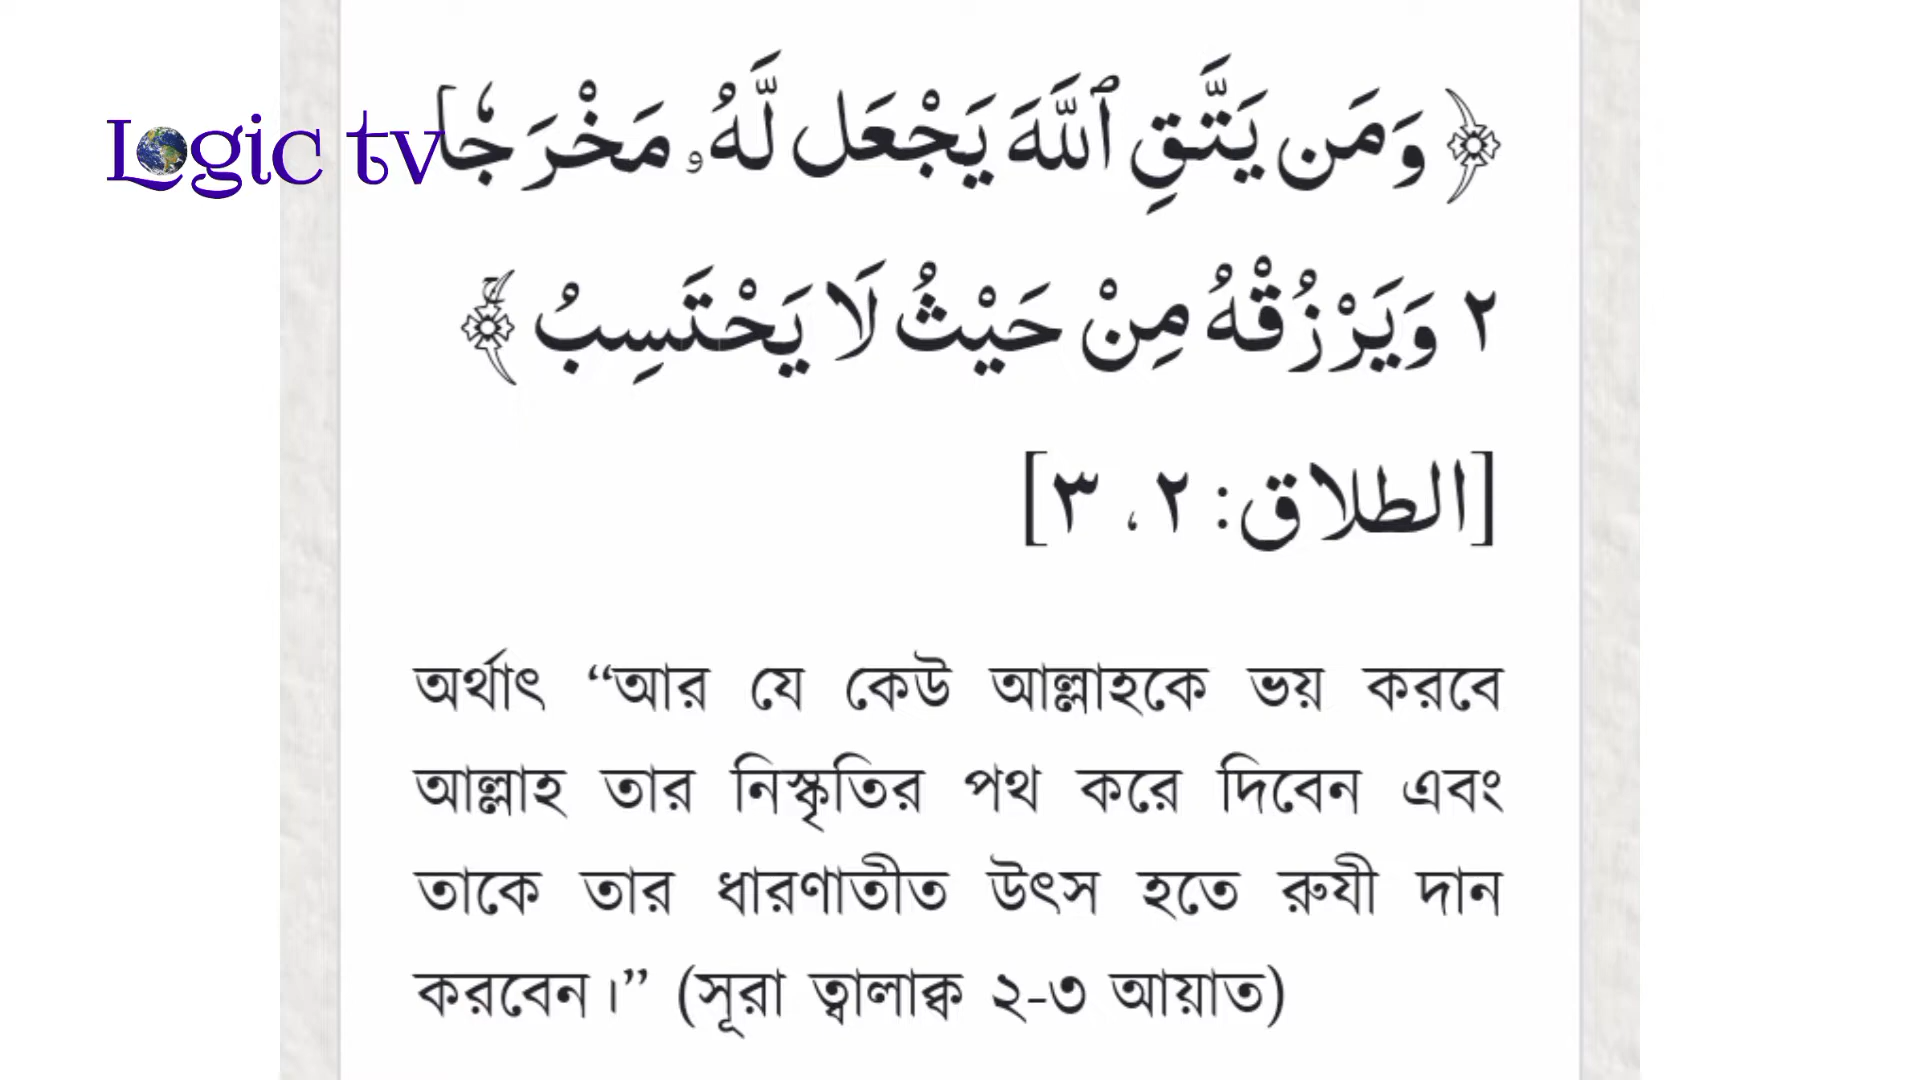 Logic tv
﴿ وَمَن يَتَّقِ ٱللَّهَ يَجْعَل لَّهُۥ مَخْرَجٗا
٢ وَيَرْزُقْهُ مِنْ حَيْثُ لَا يَحْتَسِبُۚ ﴾
[الطلاق: ٢، ٣]
অর্থাৎ “আর যে কেউ আল্লাহকে ভয় করবে
আল্লাহ তার নিস্কৃতির পথ করে দিবেন এবং
তাকে তার ধারণাতীত উৎস হতে রুযী দান
করবেন।” (সূরা ত্বালাক্ব ২-৩ আয়াত)